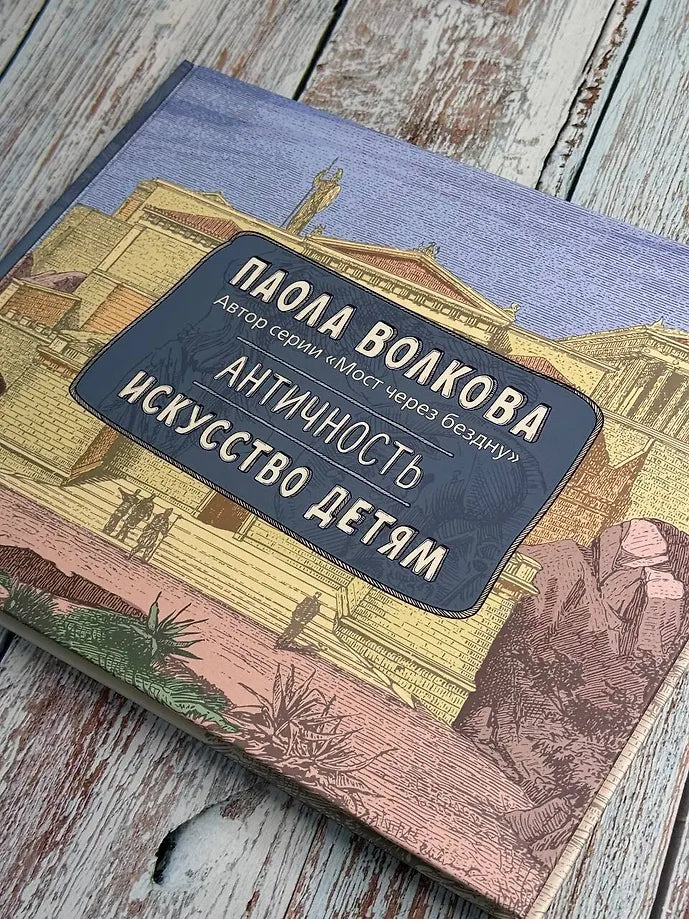 ПАОЛА ВОЛКОВА
Автор серии «Мост через бездну»
АНТИЧНОСТЬ
ИСКУССТВО ДЕТЯМ